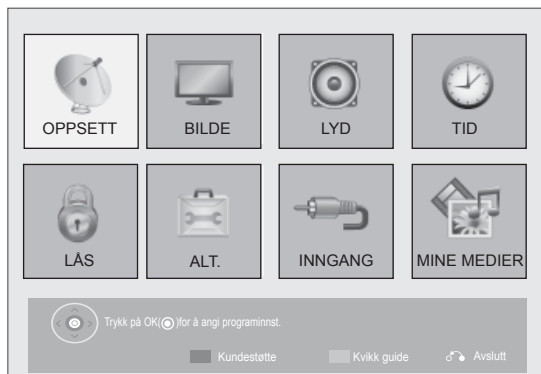 OPPSETT BILDE LYD TID
LÅS ALT. INNGANG MINE MEDIER
Trykk på OK(◉)for å angi programinnst.
Kundestøtte Kvikk guide Avslutt